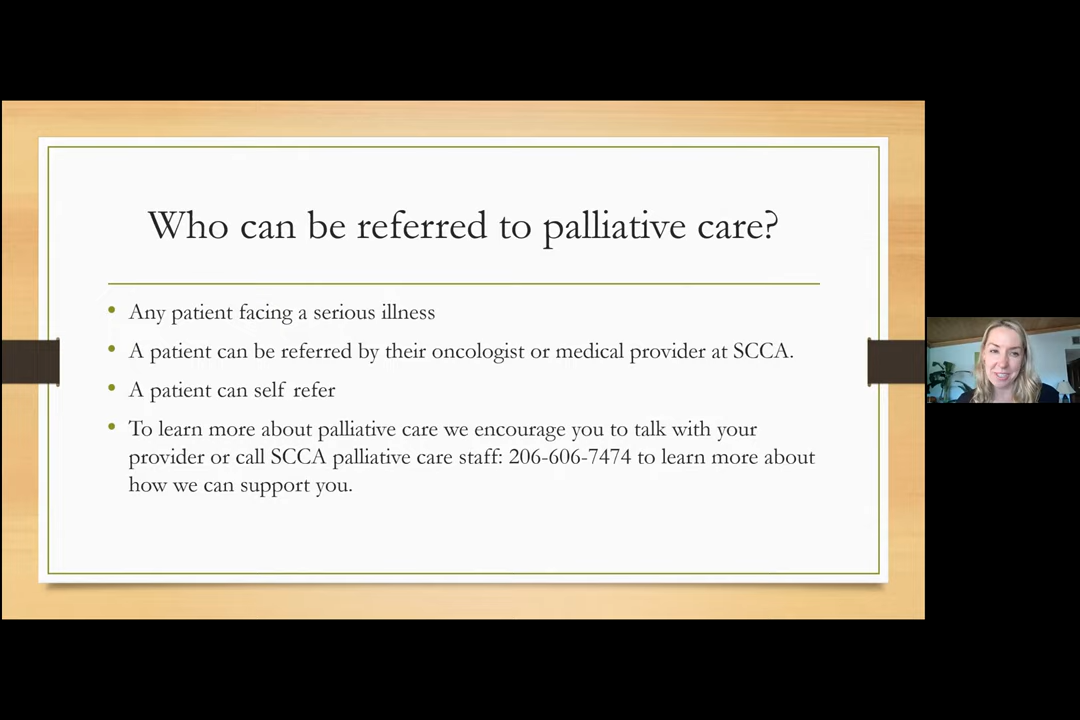 Who can be referred to palliative care?
• Any patient facing a serious illness
• A patient can be referred by their oncologist or medical provider at SCCA.
• A patient can self refer
• To learn more about palliative care we encourage you to talk with your
provider or call SCCA palliative care staff: 206-606-7474 to learn more about
how we can support you.